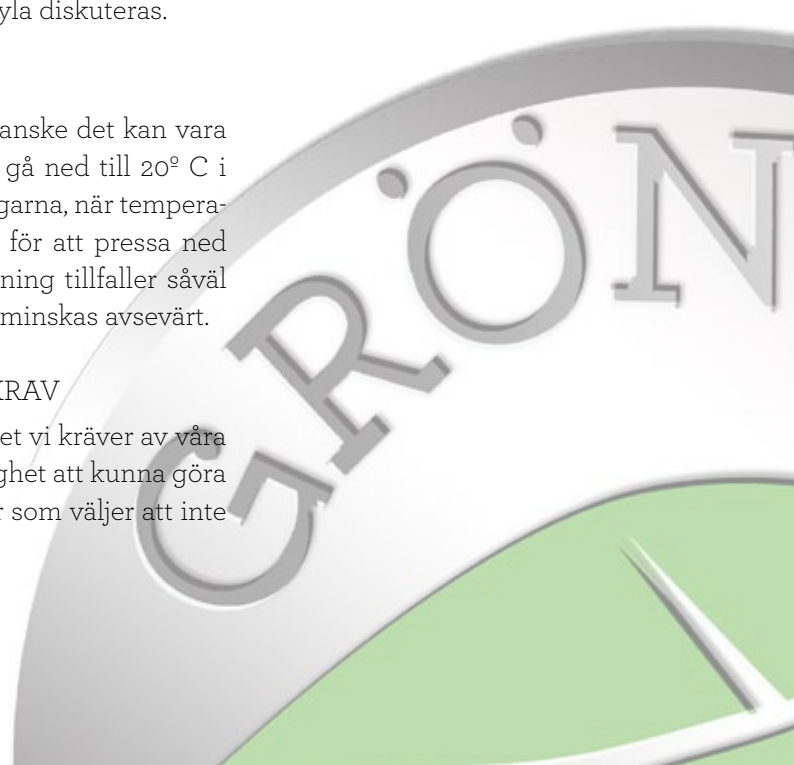 yla diskuteras.
anske det kan vara
gå ned till 20º C i
garna, när tempera-
för att pressa ned
ning tillfaller såväl
minskas avsevärt.
KRAV
et vi kräver av våra
ghet att kunna göra
r som väljer att inte
GRÖN